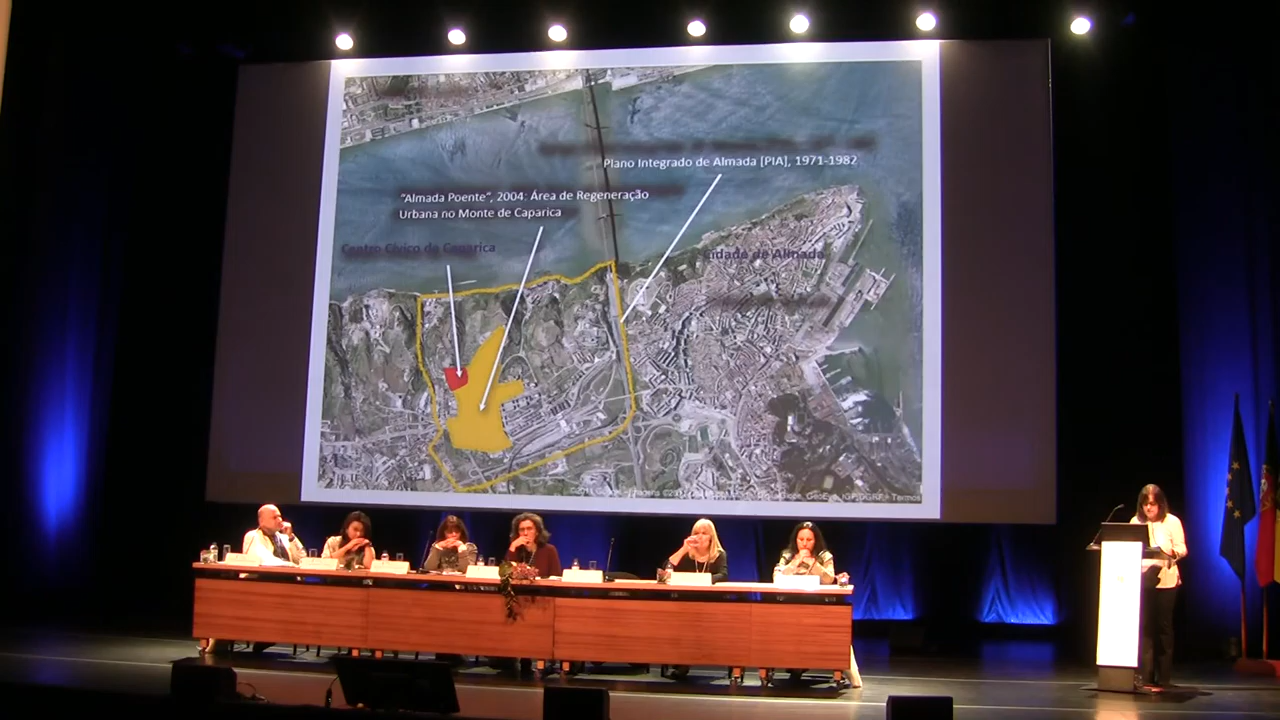 Plano Integrado de Almada [PIA], 1971-1982
"Almada Poente", 2004: Área de Regeneração
Urbana no Monte de Caparica
Centro Cívico de Caparica
Cidade de Almada